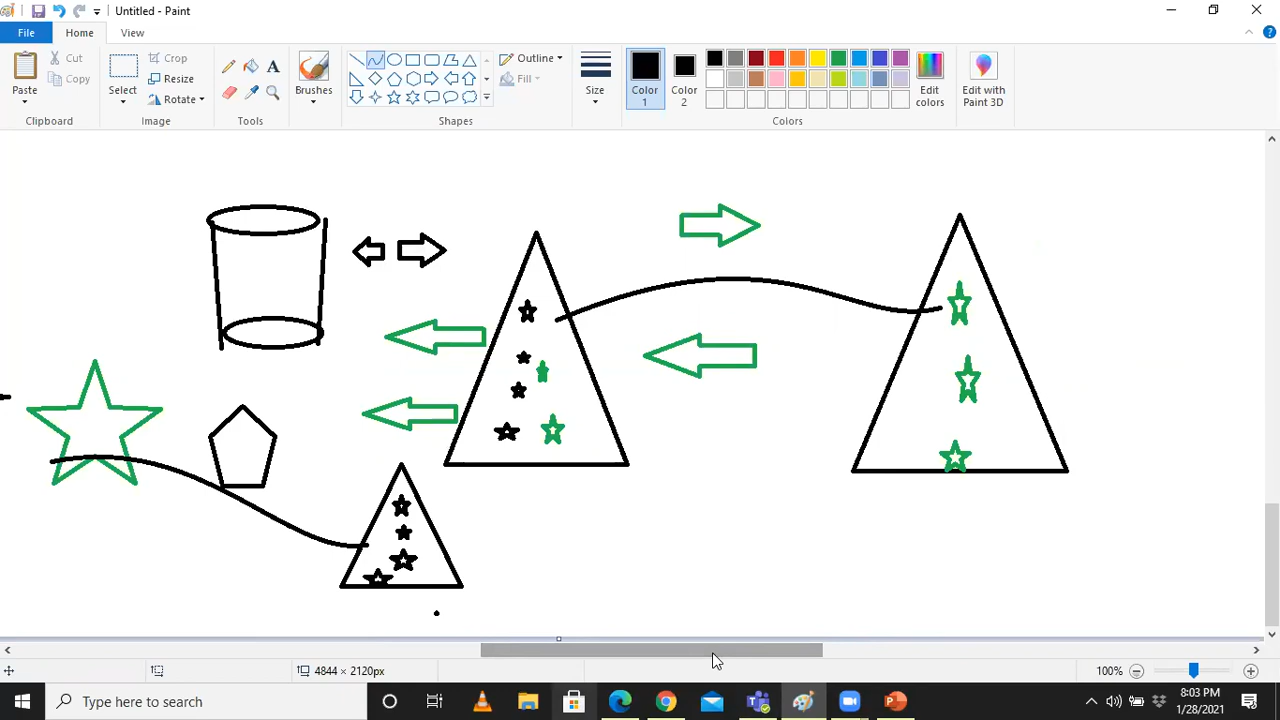 Untitled - Paint
File
Home
View
Paste
Cut
Copy
Clipboard
Select
Crop
Resize
Rotate
Image
A
Tools
Brushes
Shapes
Outline
Fill
Size
Color 1
Color 2
Edit colors
Colors
Edit with Paint 3D
4844 × 2120px
100%
Type here to search
8:03 PM
1/28/2021